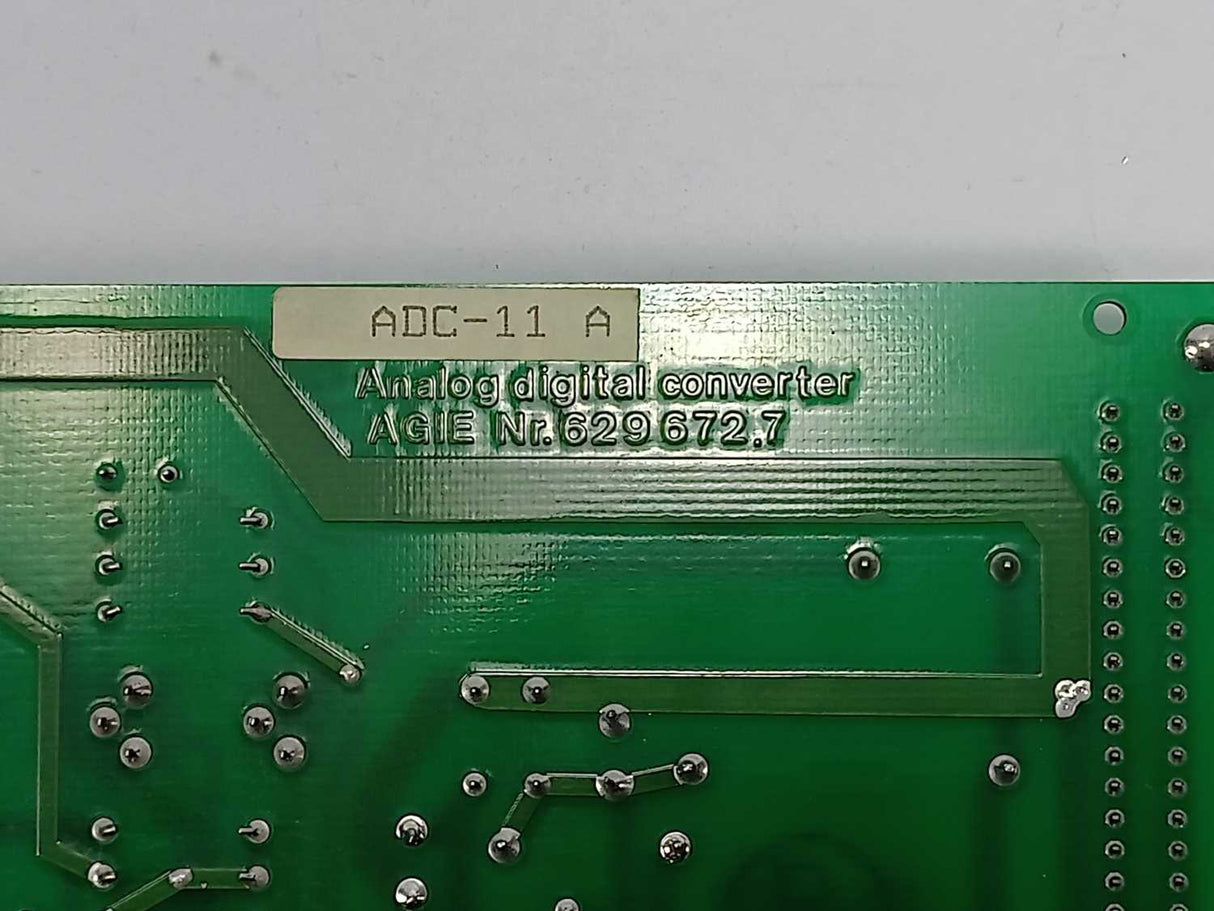 ADC-11 A
Analog digital converter
AGIE Nr. 629 672.7